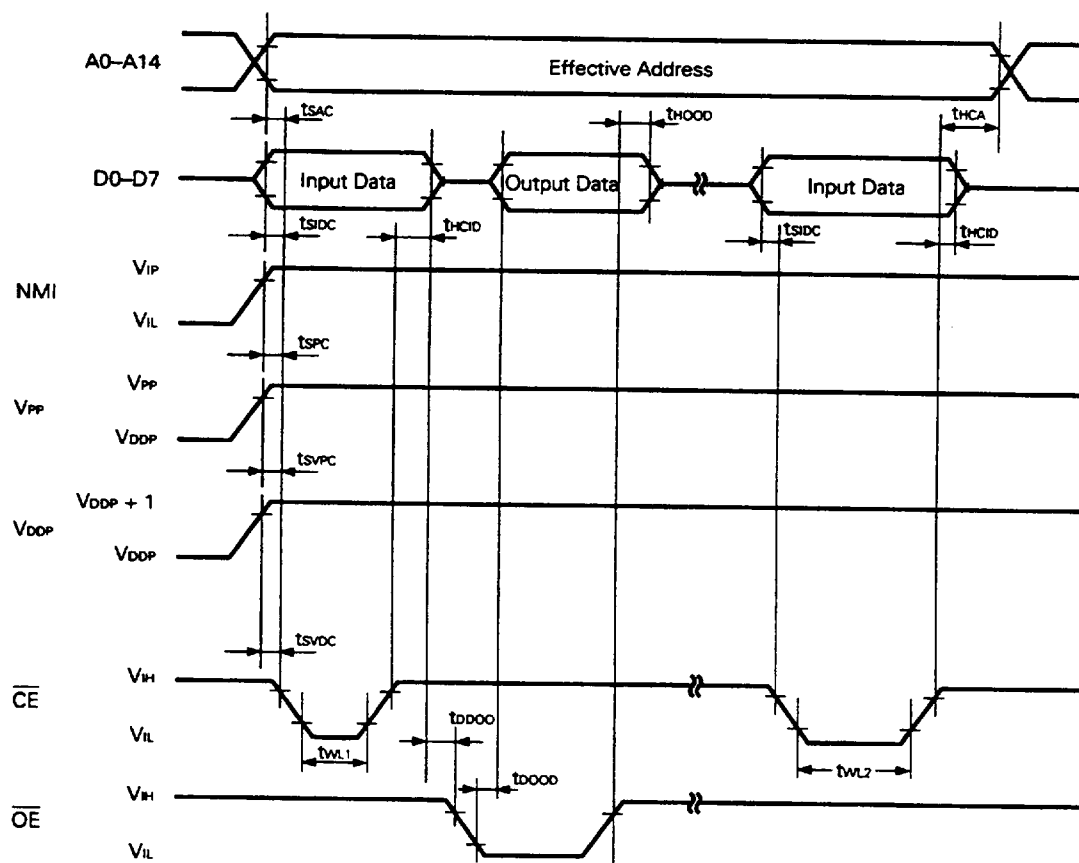 A0–A14
Effective Address
tSAC
tHOOD
tHCA
D0–D7
Input Data
Output Data
Input Data
tSIDC
tHCID
tSIDC
tHCID
NMI
VIP
VIL
tSPC
VPP
VPP
VDDP
tSVPC
VDDP
VDDP + 1
VDDP
tSVDC
CE
VIH
VIL
tWL1
tDDOO
tWL2
tDOOD
OE
VIH
VIL